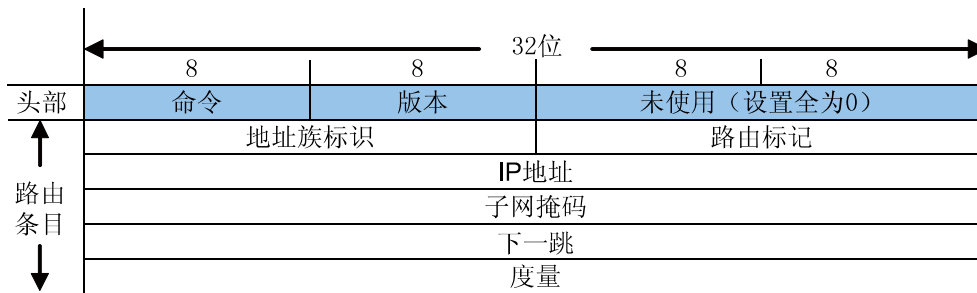 32位
8 8 8 8
头部 命令 版本 未使用（设置全为0）
地址族标识 路由标记
IP地址
子网掩码
下一跳
度量
路由
条目